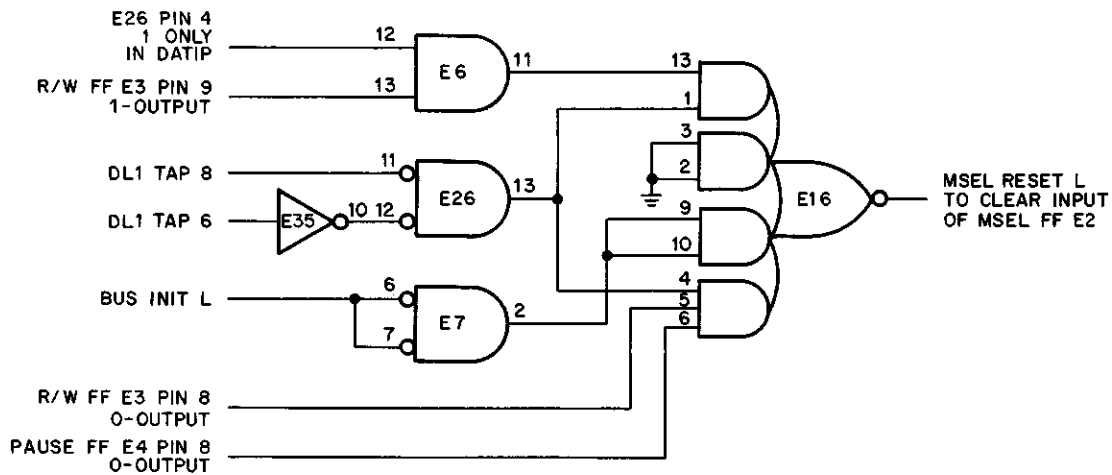 E26 PIN 4
1 ONLY
IN DATIP
12
E6
11
13
R/W FF E3 PIN 9
1-OUTPUT
13
1
3
2
DL1 TAP 8
11
E26
13
DL1 TAP 6
E35
10
12
E16
MSEL RESET L
TO CLEAR INPUT
OF MSEL FF E2
9
10
BUS INIT L
6
E7
2
7
4
5
6
R/W FF E3 PIN 8
0-OUTPUT
PAUSE FF E4 PIN 8
0-OUTPUT